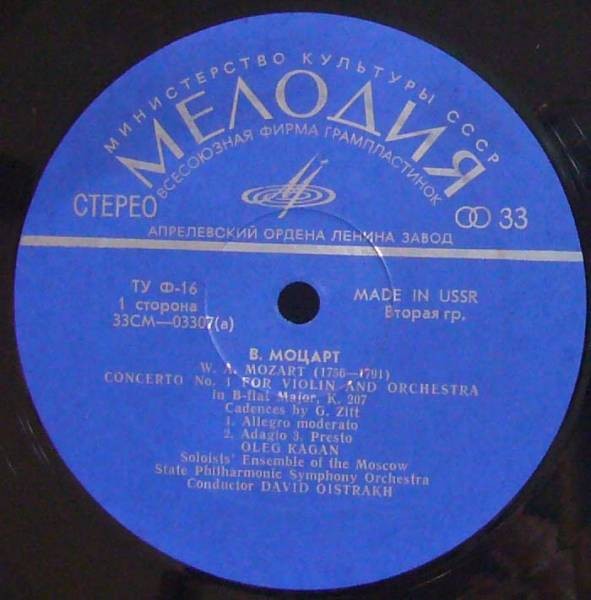 МИНИСТЕРСТВО КУЛЬТУРЫ СССР
МЕЛОДИЯ
ВСЕСОЮЗНАЯ ФИРМА ГРАМПЛАСТИНОК
СТЕРЕО
33
АПРЕЛЕВСКИЙ ОРДЕНА ЛЕНИНА ЗАВОД
ТУ Ф-16
1 сторона
33СМ—03307(а)
MADE IN USSR
Вторая гр.
В. МОЦАРТ
W. A. MOZART (1756—1791)
CONCERTO No. 1 FOR VIOLIN AND ORCHESTRA
in B-flat Major, K. 207
Cadences by G. Zitt
1. Allegro moderato
2. Adagio 3. Presto
OLEG KAGAN
Soloists' Ensemble of the Moscow
State Philharmonic Symphony Orchestra
Conductor DAVID OISTRAKH